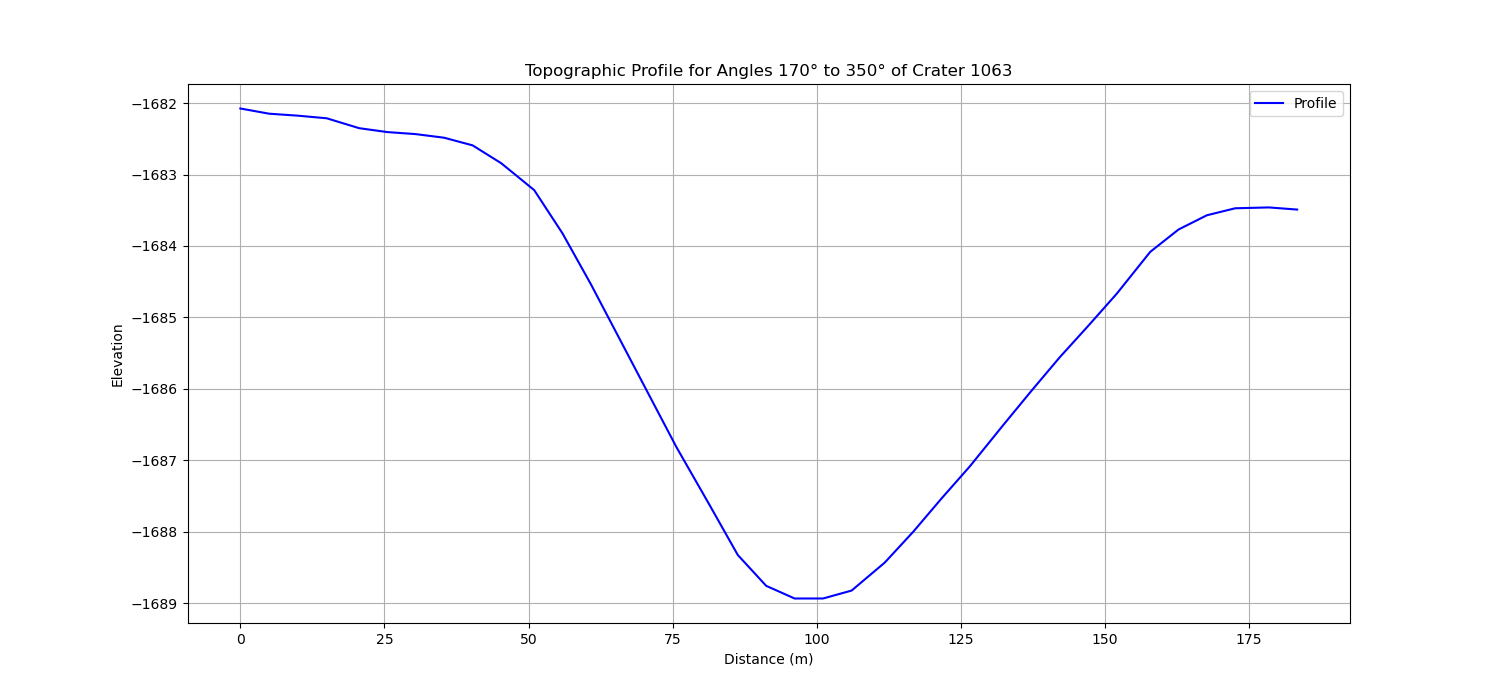 Topographic Profile for Angles 170° to 350° of Crater 1063
Profile
−1682
−1683
−1684
−1685
−1686
−1687
−1688
−1689
Elevation
0 25 50 75 100 125 150 175
Distance (m)